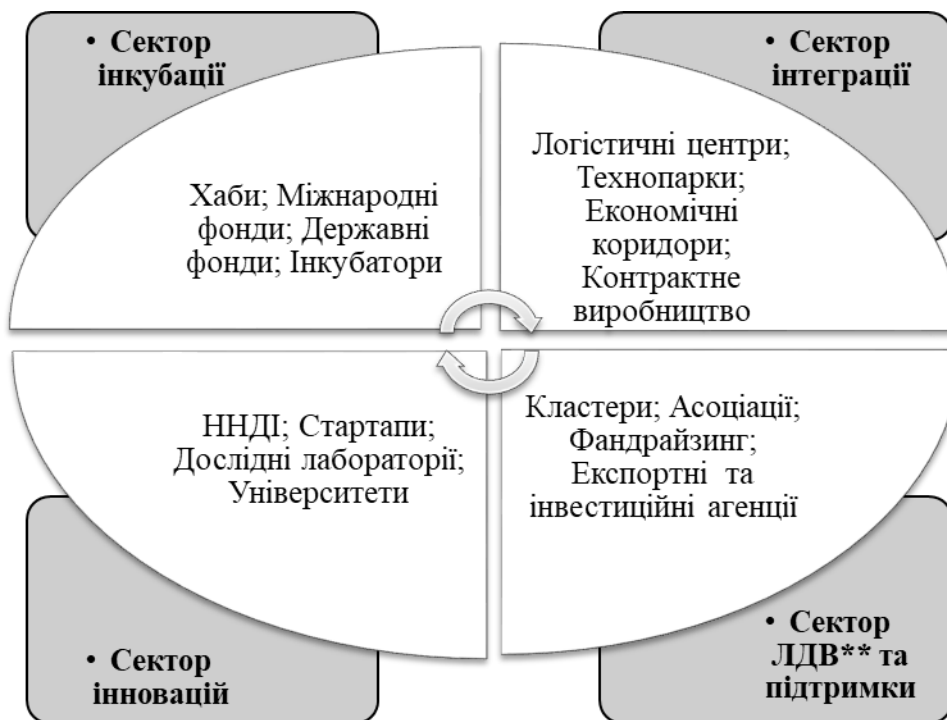 • Сектор
інкубації
Хаби; Міжнародні
фонди; Державні
фонди; Інкубатори
• Сектор
інтеграції
Логістичні центри;
Технопарки;
Економічні
коридори;
Контрактне
виробництво
ННДІ; Стартапи;
Дослідні лабораторії;
Університети
• Сектор
інновацій
Кластери; Асоціації;
Фандрайзинг;
Експортні та
інвестиційні агенції
• Сектор
ЛДВ** та
підтримки